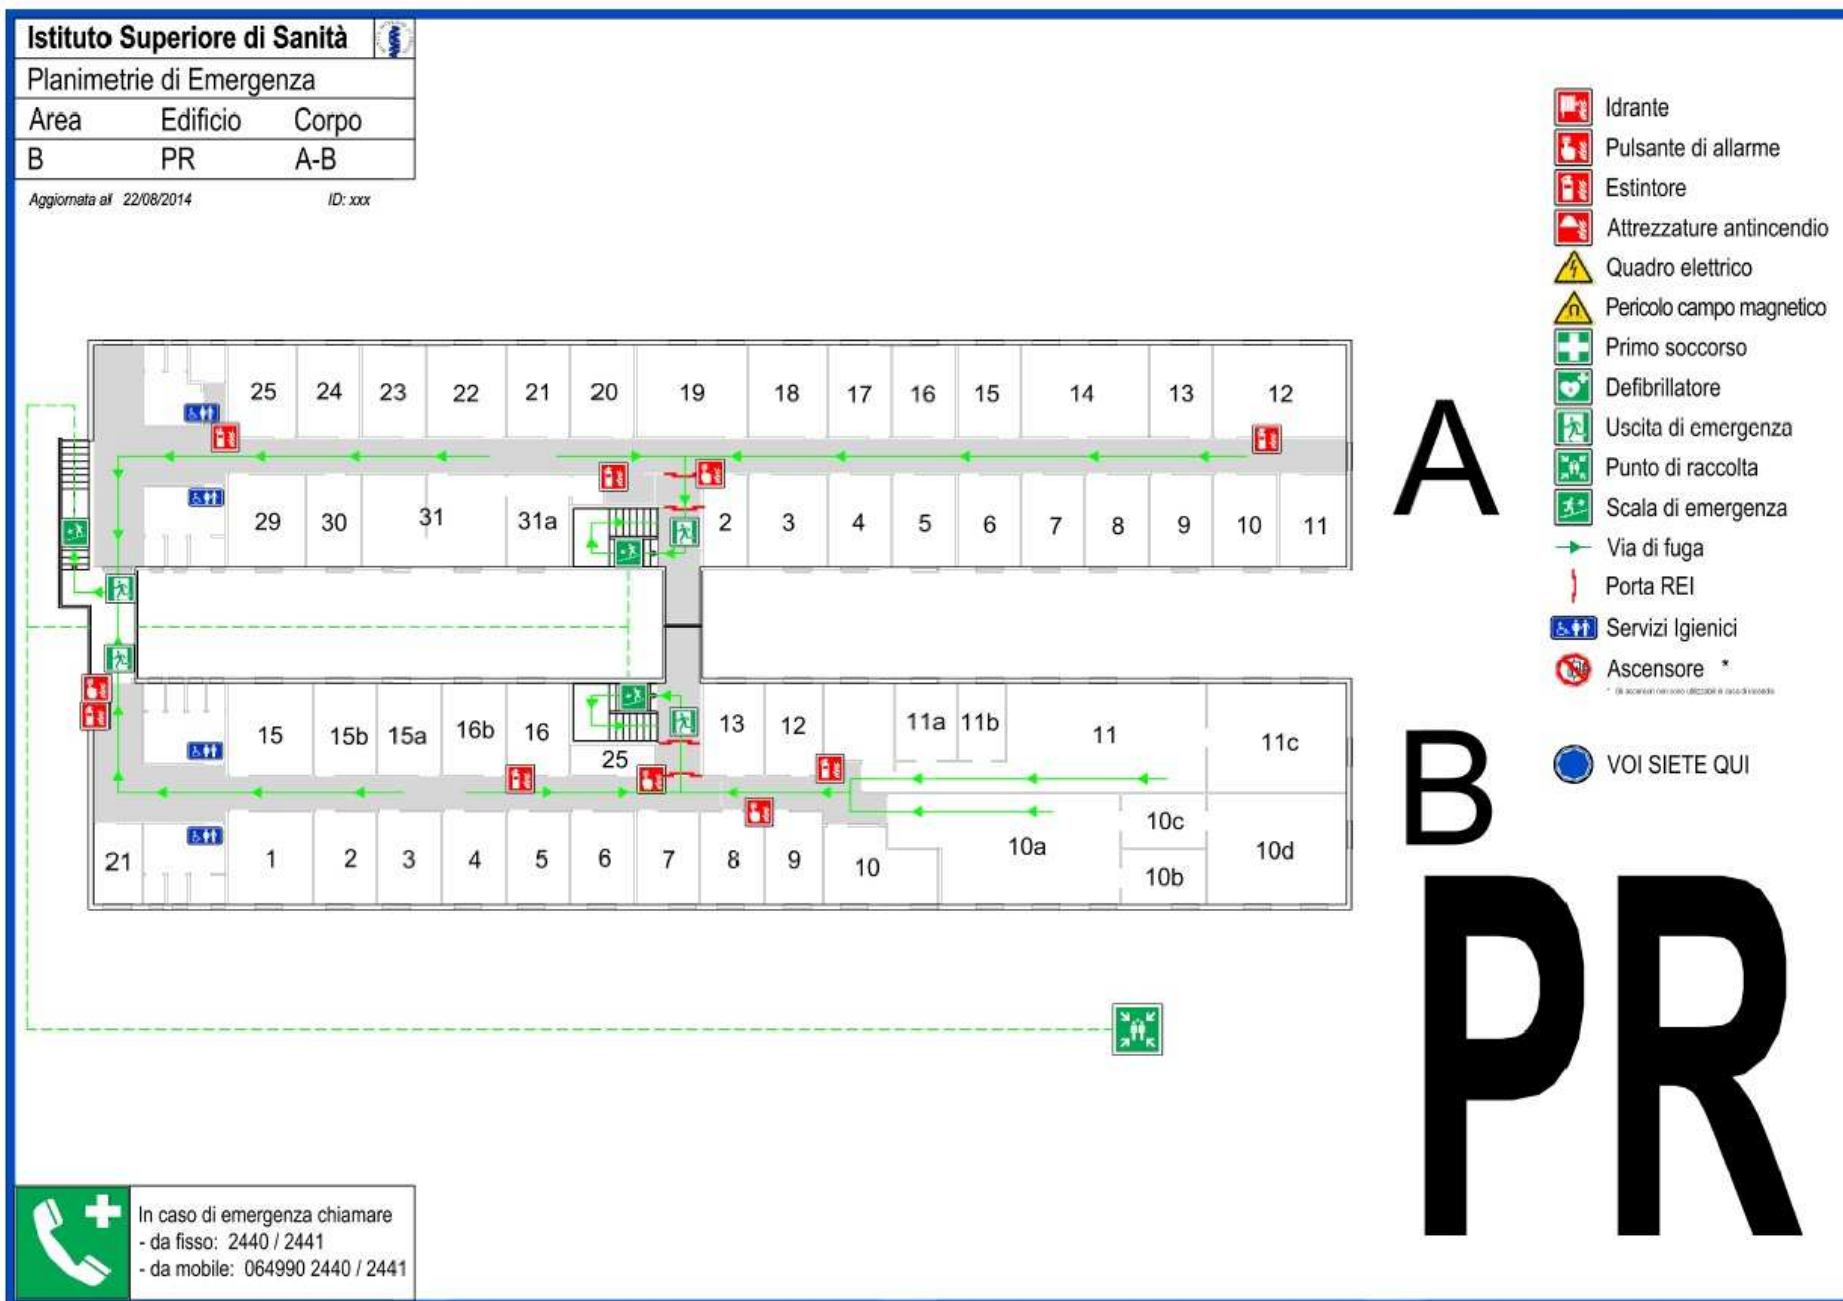 Istituto Superiore di Sanità
Planimetrie di Emergenza
Area Edificio Corpo
B PR A-B
Aggiornata al 22/08/2014 ID: xxx
Idrante
Pulsante di allarme
Estintore
Attrezzature antincendio
Quadro elettrico
Pericolo campo magnetico
Primo soccorso
Defibrillatore
Uscita di emergenza
Punto di raccolta
Scala di emergenza
Via di fuga
Porta REI
Servizi Igienici
Ascensore *
VOI SIETE QUI
25 24 23 22 21 20 19 18 17 16 15 14 13 12
29 30 31 31a 2 3 4 5 6 7 8 9 10 11
A
15 15b 15a 16b 16 25 13 12 11a 11b 11 11c
21 1 2 3 4 5 6 7 8 9 10 10a 10c 10b 10d
B
PR
In caso di emergenza chiamare
- da fisso: 2440 / 2441
- da mobile: 064990 2440 / 2441